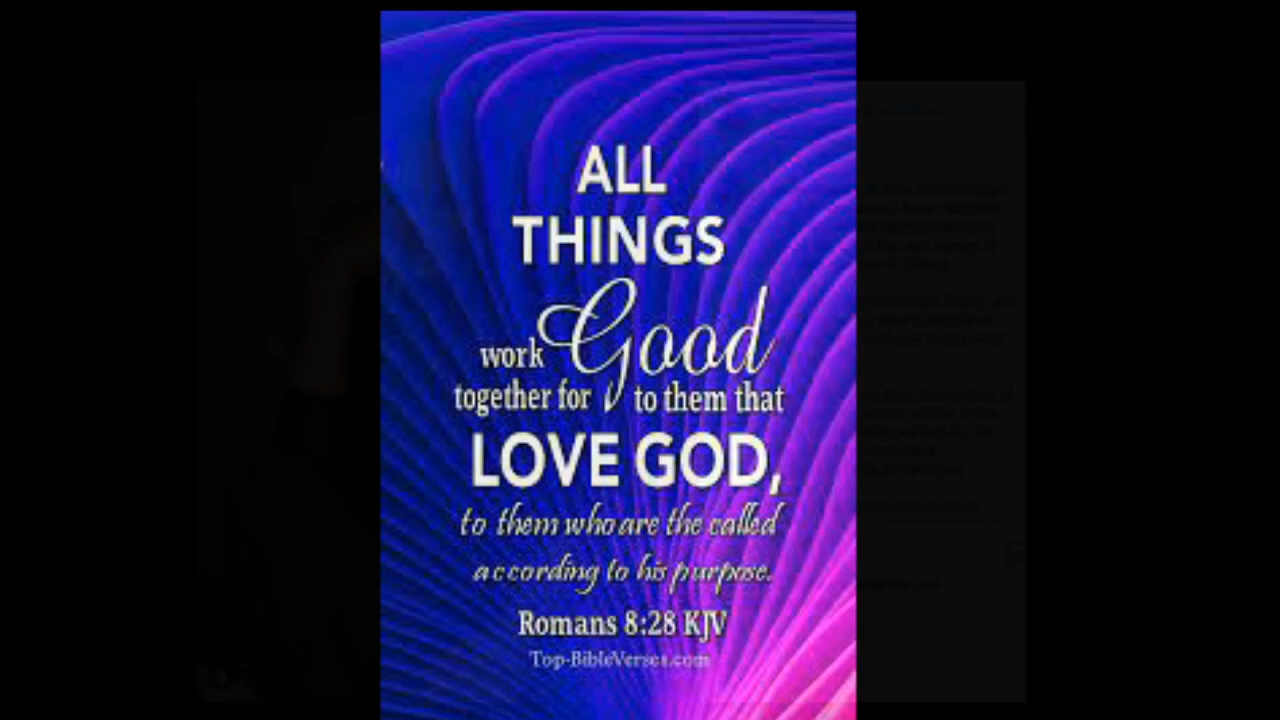 ALL
THINGS
work Good
together for to them that
LOVE GOD,
to them who are the called
according to his purpose.
Romans 8:28 KJV
Top-BibleVerses.com